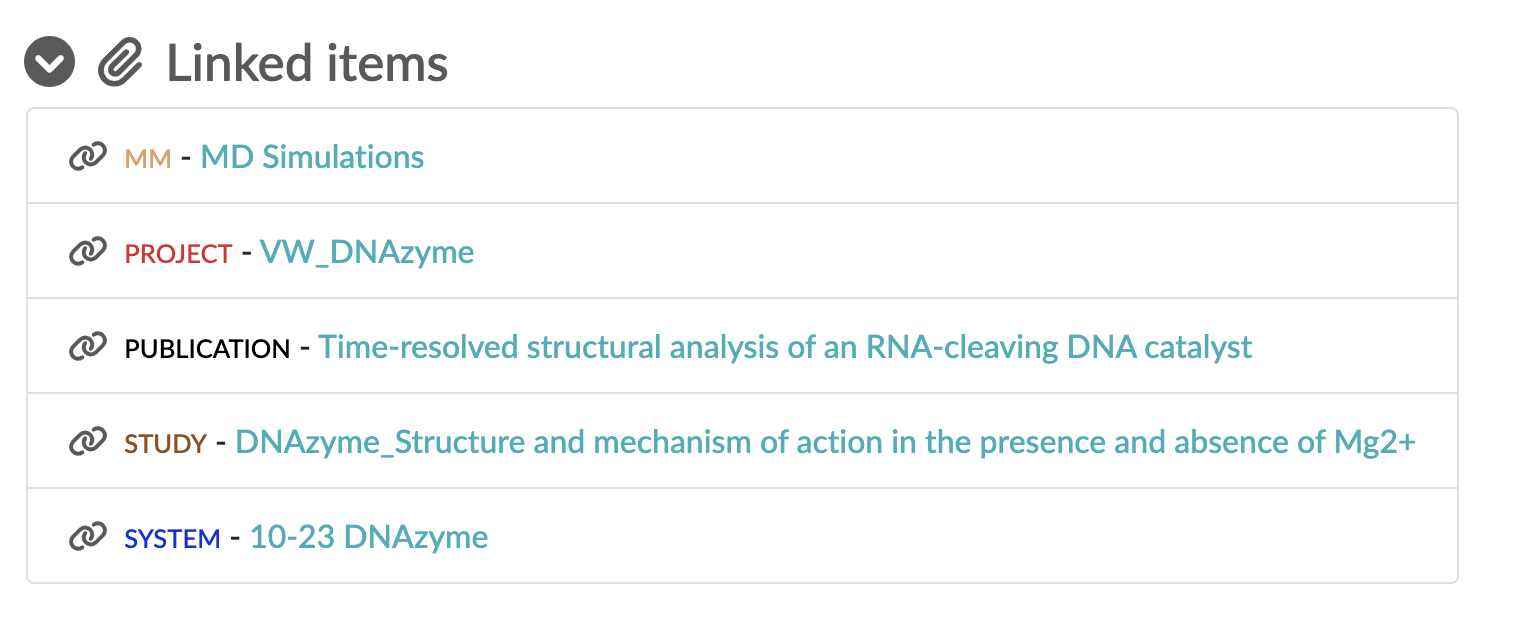 Linked items
MM - MD Simulations
PROJECT - VW_DNAzyme
PUBLICATION - Time-resolved structural analysis of an RNA-cleaving DNA catalyst
STUDY - DNAzyme_Structure and mechanism of action in the presence and absence of Mg2+
SYSTEM - 10-23 DNAzyme